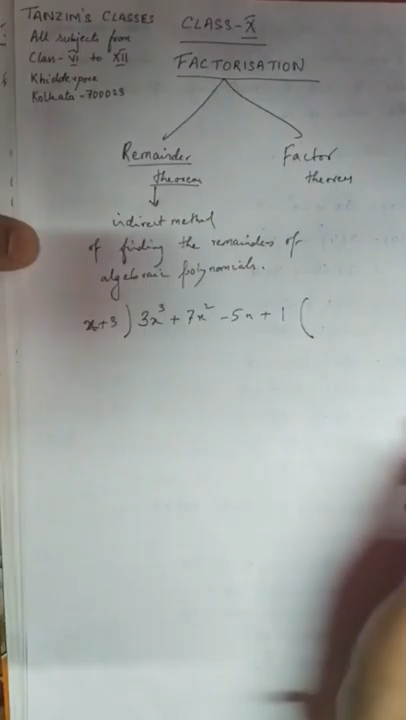 TANZIM'S CLASSES
All subjects from
Class - VI to XII
Khidderpore
Kolkata - 700023
CLASS - X
FACTORISATION
Remainder theorem
Factor theorem
indirect method
of finding the remainders of
algebraic polynomials.
x+3 ) 3x³ + 7x² - 5x + 1 (